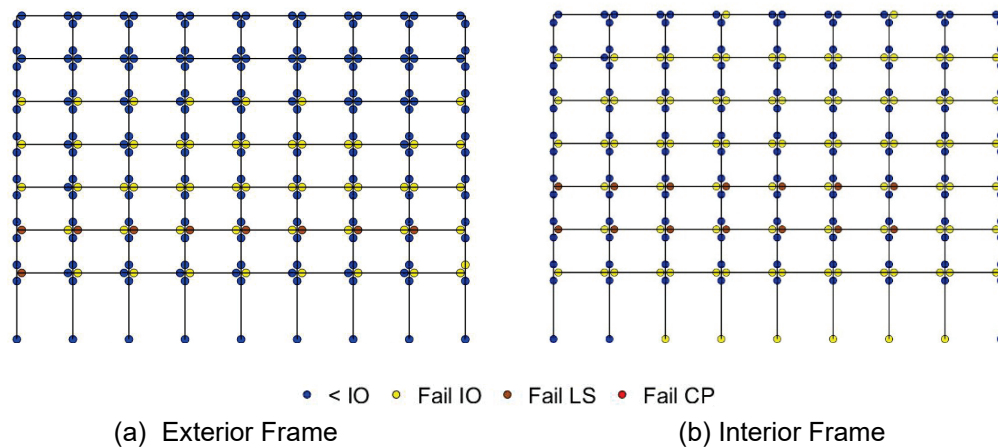 < IO Fail IO Fail LS Fail CP
(a) Exterior Frame (b) Interior Frame